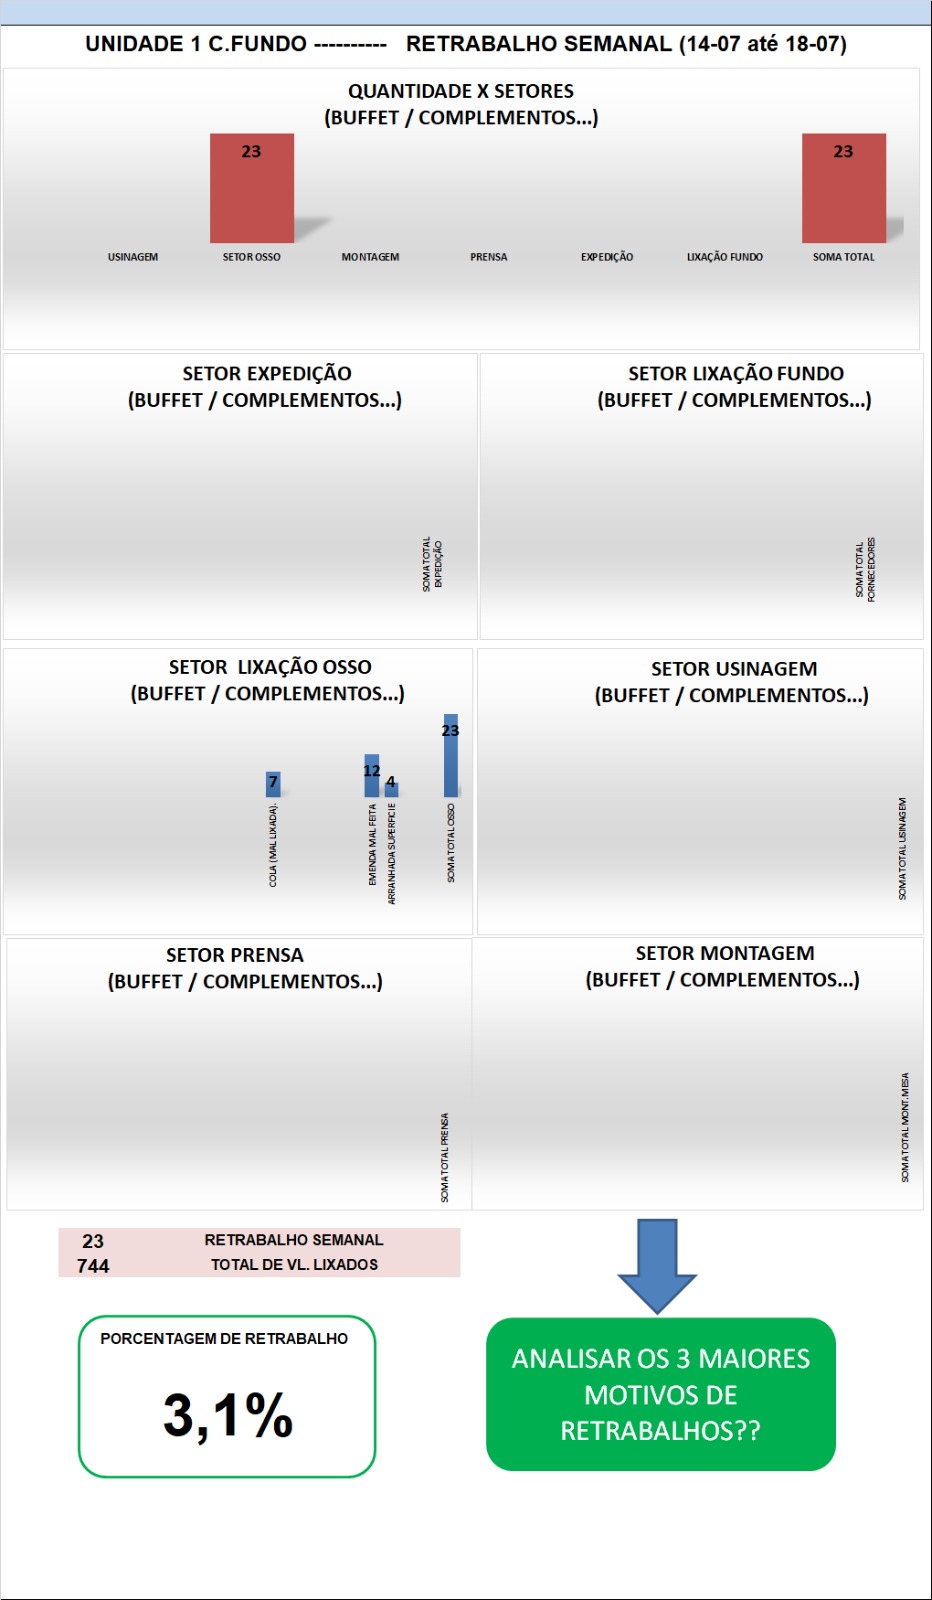 UNIDADE 1 C.FUNDO ---------- RETRABALHO SEMANAL (14-07 até 18-07)
QUANTIDADE X SETORES
(BUFFET / COMPLEMENTOS...)
23
23
USINAGEM
SETOR OSSO
MONTAGEM
PRENSA
EXPEDIÇÃO
LIXAÇÃO FUNDO
SOMA TOTAL
SETOR EXPEDIÇÃO
(BUFFET / COMPLEMENTOS...)
SOMA TOTAL
EXPEDIÇÃO
SETOR LIXAÇÃO FUNDO
(BUFFET / COMPLEMENTOS...)
SOMA TOTAL
FORNECEDORES
SETOR LIXAÇÃO OSSO
(BUFFET / COMPLEMENTOS...)
7
12
4
23
COLA (MAL LIXADA).
EMENDA MAL FEITA
ARRANHADA SUPERFICIE
SOMA TOTAL OSSO
SETOR USINAGEM
(BUFFET / COMPLEMENTOS...)
SOMA TOTAL USINAGEM
SETOR PRENSA
(BUFFET / COMPLEMENTOS...)
SOMA TOTAL PRENSA
SETOR MONTAGEM
(BUFFET / COMPLEMENTOS...)
SOMA TOTAL MONT.MESA
23 RETRABALHO SEMANAL
744 TOTAL DE VL. LIXADOS
PORCENTAGEM DE RETRABALHO
3,1%
ANALISAR OS 3 MAIORES
MOTIVOS DE
RETRABALHOS??